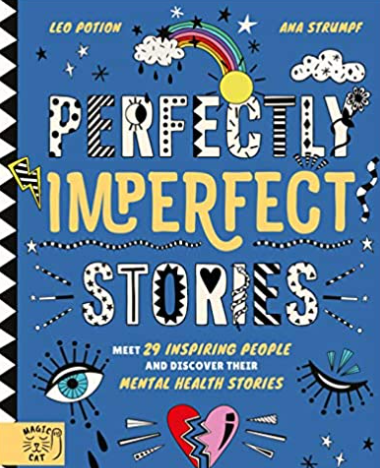 LEO POTION
ANA STRUMPF
PERFECTLY
IMPERFECT
STORIES
MEET 29 INSPIRING PEOPLE
AND DISCOVER THEIR
MENTAL HEALTH STORIES
MAGIC
CAT